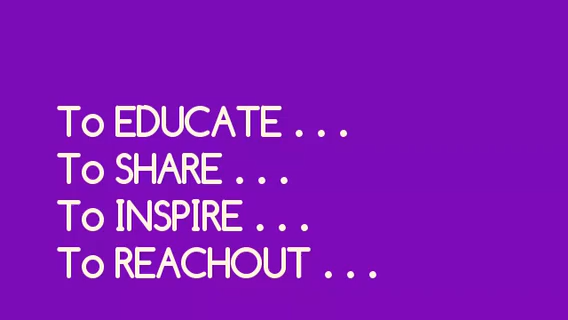 To EDUCATE . . .
To SHARE . . .
To INSPIRE . . .
To REACHOUT . . .